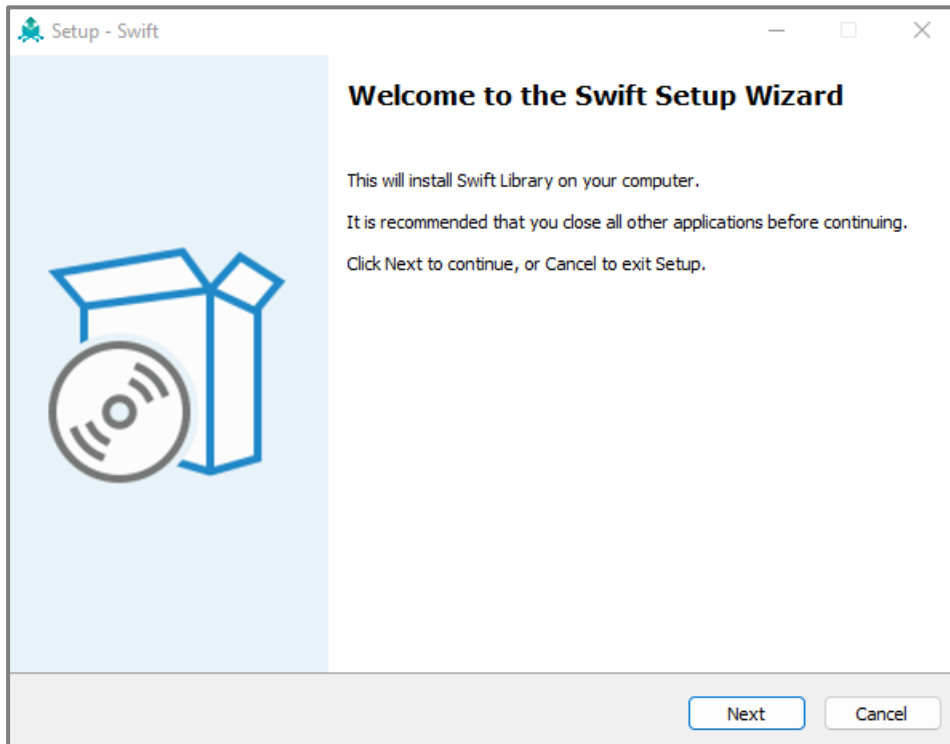 Setup - Swift
Welcome to the Swift Setup Wizard
This will install Swift Library on your computer.
It is recommended that you close all other applications before continuing.
Click Next to continue, or Cancel to exit Setup.
Next
Cancel